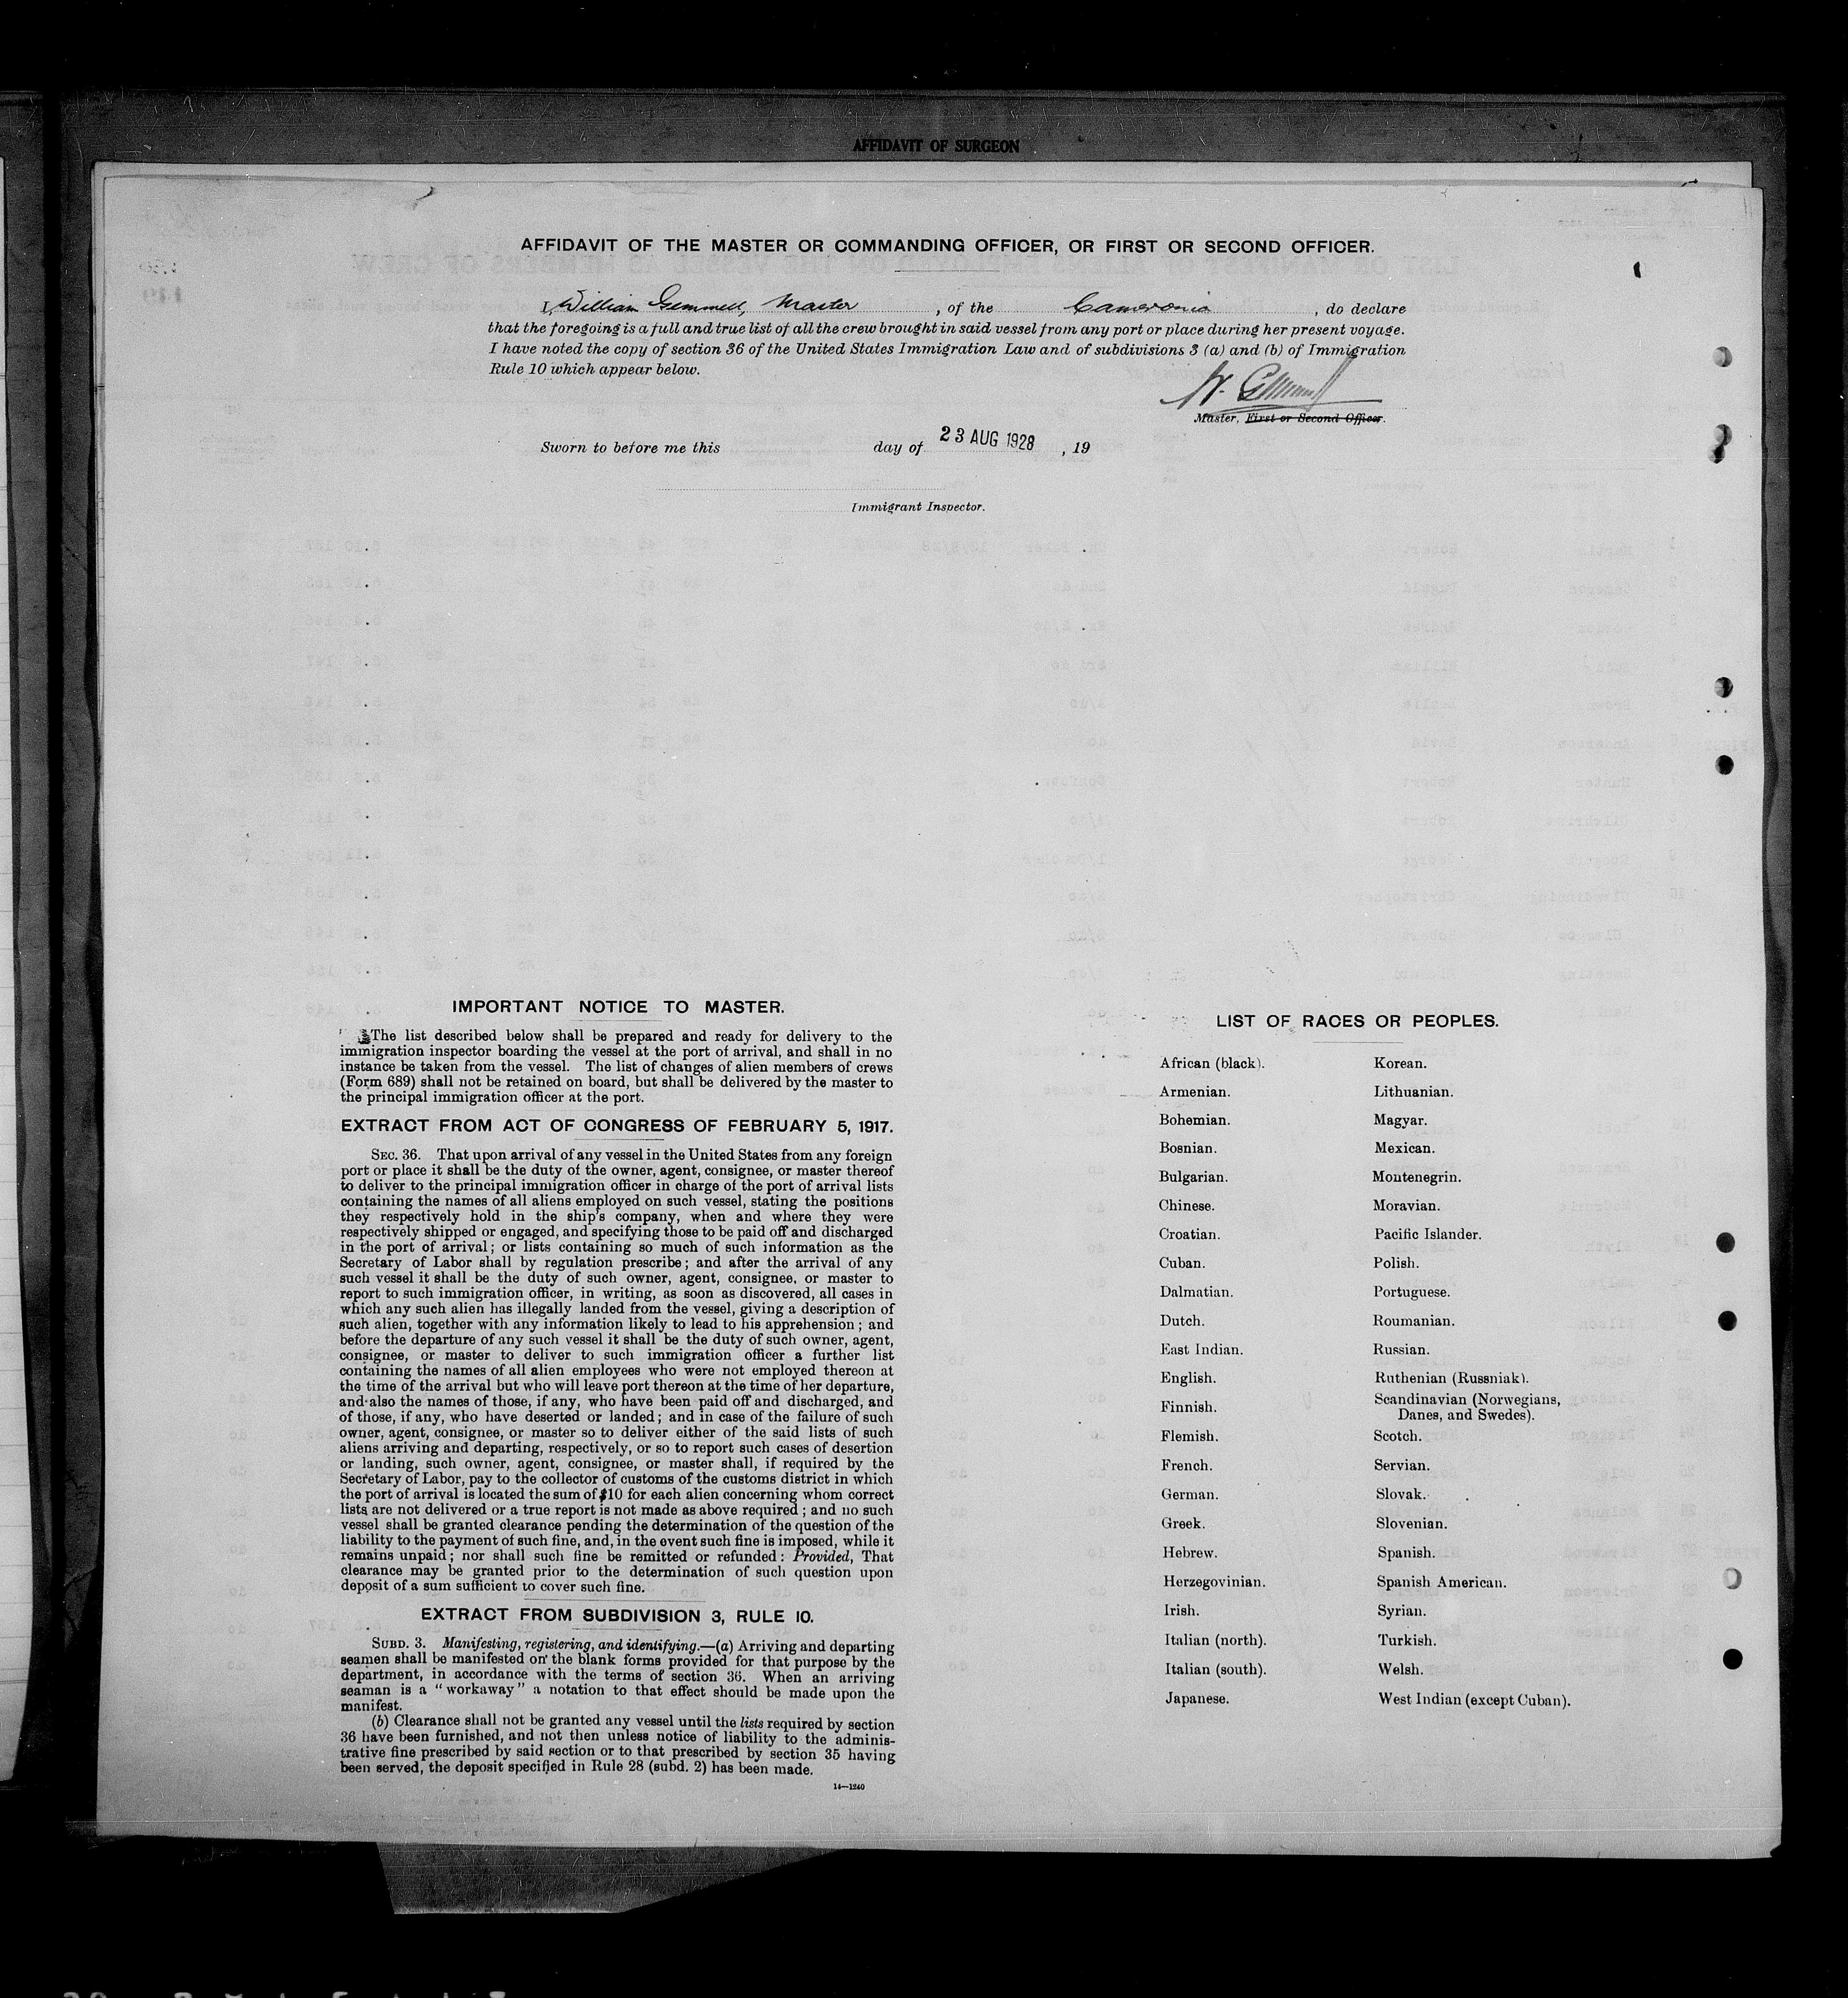 AFFIDAVIT OF SURGEON
AFFIDAVIT OF THE MASTER OR COMMANDING OFFICER, OR FIRST OR SECOND OFFICER.
I, William Gemmell, Master, of the Cameronia, do declare
that the foregoing is a full and true list of all the crew brought in said vessel from any port or place during her present voyage.
I have noted the copy of section 36 of the United States Immigration Law and of subdivisions 3 (a) and (b) of Immigration
Rule 10 which appear below.
W. Gemmell
Master, First or Second Officer.
Sworn to before me this day of 23 AUG 1928, 19
Immigrant Inspector.
IMPORTANT NOTICE TO MASTER.
The list described below shall be prepared and ready for delivery to the
immigration inspector boarding the vessel at the port of arrival, and shall in no
instance be taken from the vessel. The list of changes of alien members of crews
(Form 689) shall not be retained on board, but shall be delivered by the master to
the principal immigration officer at the port.
EXTRACT FROM ACT OF CONGRESS OF FEBRUARY 5, 1917.
SEC. 36. That upon arrival of any vessel in the United States from any foreign
port or place it shall be the duty of the owner, agent, consignee, or master thereof
to deliver to the principal immigration officer in charge of the port of arrival lists
containing the names of all aliens employed on such vessel, stating the positions
they respectively hold in the ship's company, when and where they were
respectively shipped or engaged, and specifying those to be paid off and discharged
in the port of arrival; or lists containing so much of such information as the
Secretary of Labor shall by regulation prescribe; and after the arrival of any
such vessel it shall be the duty of such owner, agent, consignee, or master to
report to such immigration officer, in writing, as soon as discovered, all cases in
which any such alien has illegally landed from the vessel, giving a description of
such alien, together with any information likely to lead to his apprehension; and
before the departure of any such vessel it shall be the duty of such owner, agent,
consignee, or master to deliver to such immigration officer a further list
containing the names of all alien employees who were not employed thereon at
the time of the arrival but who will leave port thereon at the time of her departure,
and also the names of those, if any, who have been paid off and discharged, and
of those, if any, who have deserted or landed; and in case of the failure of such
owner, agent, consignee, or master so to deliver either of the said lists of such
aliens arriving and departing, respectively, or so to report such cases of desertion
or landing, such owner, agent, consignee, or master shall, if required by the
Secretary of Labor, pay to the collector of customs of the customs district in which
the port of arrival is located the sum of $10 for each alien concerning whom correct
lists are not delivered or a true report is not made as above required; and no such
vessel shall be granted clearance pending the determination of the question of the
liability to the payment of such fine, and, in the event such fine is imposed, while it
remains unpaid; nor shall such fine be remitted or refunded: Provided, That
clearance may be granted prior to the determination of such question upon
deposit of a sum sufficient to cover such fine.
EXTRACT FROM SUBDIVISION 3, RULE 10.
SUBD. 3. Manifesting, registering, and identifying.—(a) Arriving and departing
seamen shall be manifested on the blank forms provided for that purpose by the
department, in accordance with the terms of section 36. When an arriving
seaman is a "workaway" a notation to that effect should be made upon the
manifest.
(b) Clearance shall not be granted any vessel until the lists required by section
36 have been furnished, and not then unless notice of liability to the adminis-
trative fine prescribed by said section or to that prescribed by section 35 having
been served, the deposit specified in Rule 28 (subd. 2) has been made.
14—1240
LIST OF RACES OR PEOPLES.
African (black).
Armenian.
Bohemian.
Bosnian.
Bulgarian.
Chinese.
Croatian.
Cuban.
Dalmatian.
Dutch.
East Indian.
English.
Finnish.
Flemish.
French.
German.
Greek.
Hebrew.
Herzegovinian.
Irish.
Italian (north).
Italian (south).
Japanese.
Korean.
Lithuanian.
Magyar.
Mexican.
Montenegrin.
Moravian.
Pacific Islander.
Polish.
Portuguese.
Roumanian.
Russian.
Ruthenian (Russniak).
Scandinavian (Norwegians,
Danes, and Swedes).
Scotch.
Servian.
Slovak.
Slovenian.
Spanish.
Spanish American.
Syrian.
Turkish.
Welsh.
West Indian (except Cuban).